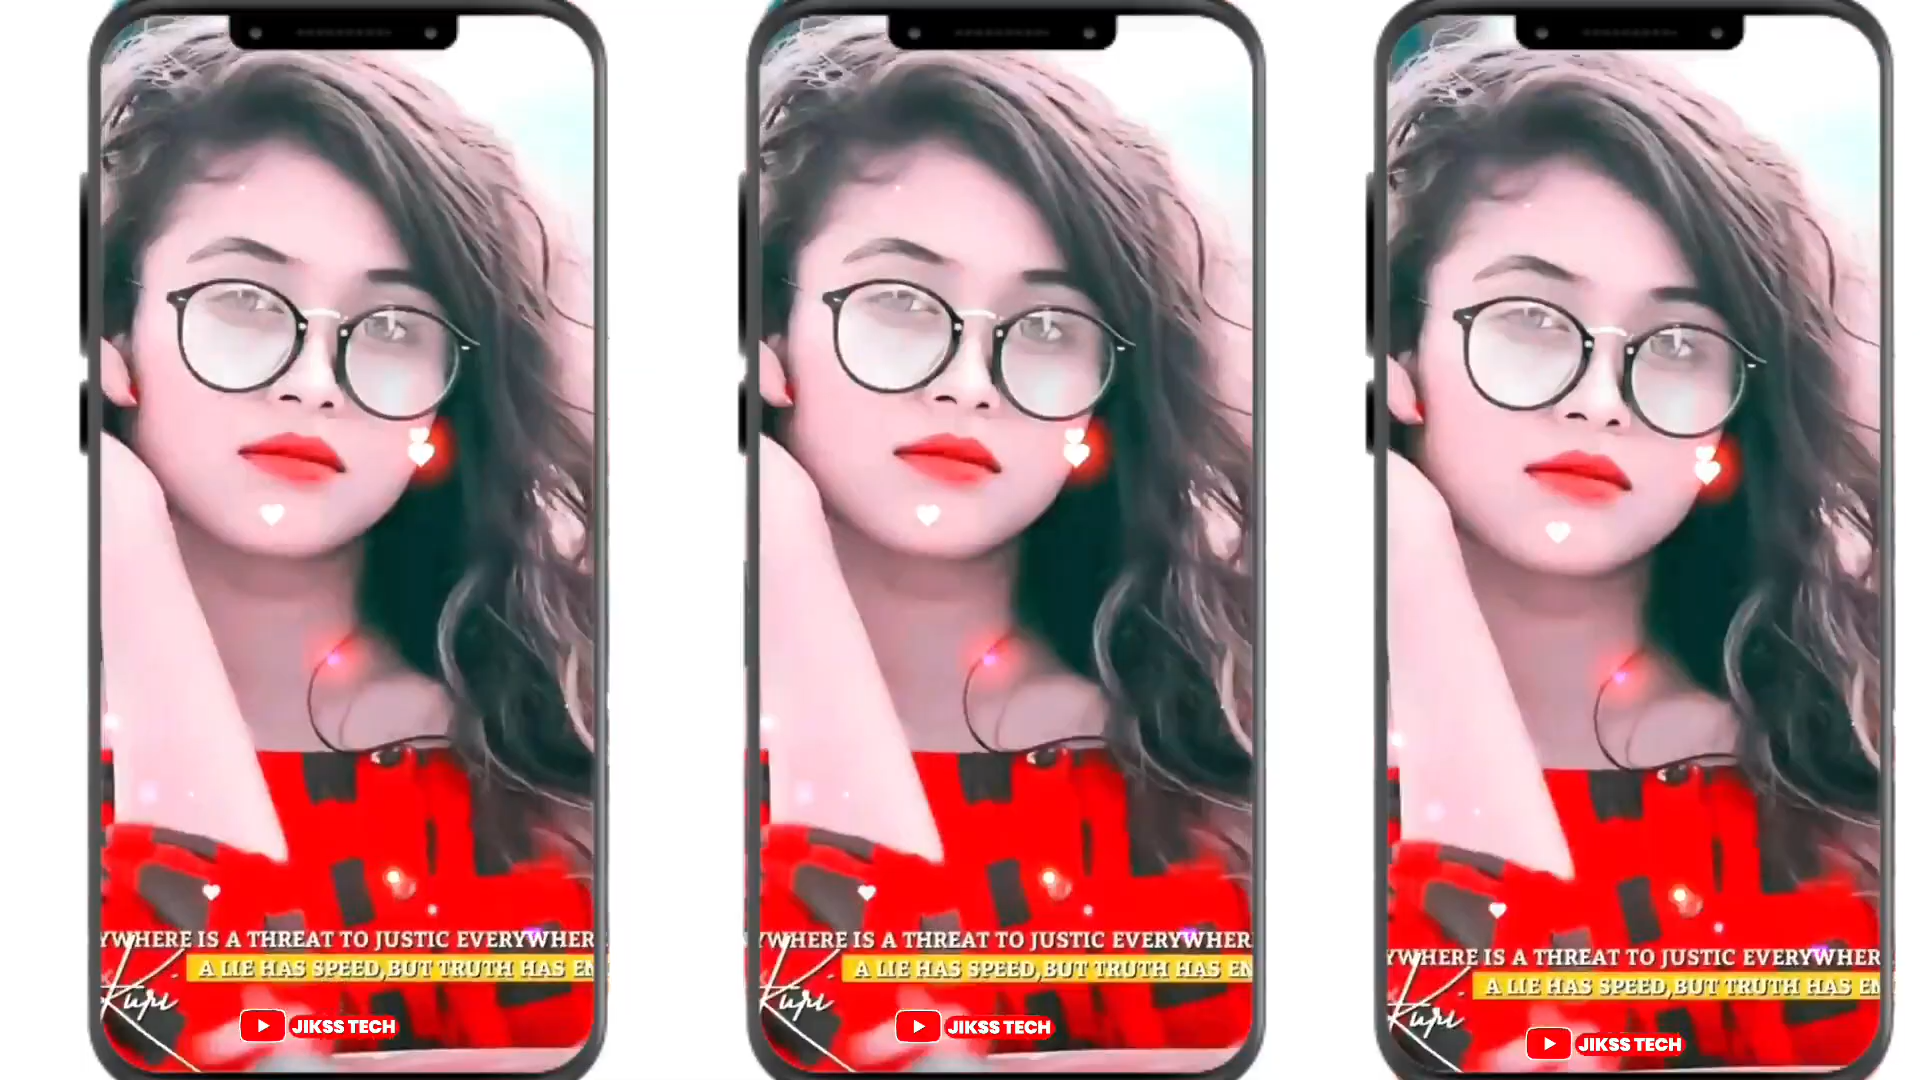 YWHERE IS A THREAT TO JUSTIC EVERYWHER
A LIE HAS SPEED,BUT TRUTH HAS EN
JIKSS TECH
YWHERE IS A THREAT TO JUSTIC EVERYWHER
A LIE HAS SPEED,BUT TRUTH HAS EN
JIKSS TECH
YWHERE IS A THREAT TO JUSTIC EVERYWHER
A LIE HAS SPEED,BUT TRUTH HAS EN
JIKSS TECH